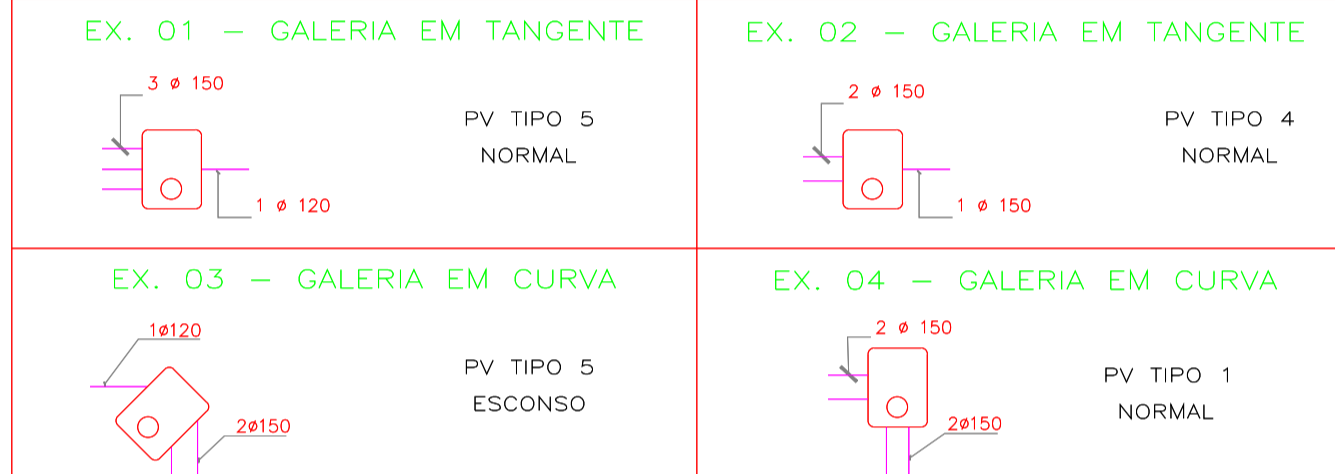 EX. 01 – GALERIA EM TANGENTE
3 ø 150
PV TIPO 5
NORMAL
1 ø 120
EX. 02 – GALERIA EM TANGENTE
2 ø 150
PV TIPO 4
NORMAL
1 ø 150
EX. 03 – GALERIA EM CURVA
1ø120
PV TIPO 5
ESCONSO
2ø150
EX. 04 – GALERIA EM CURVA
2 ø 150
PV TIPO 1
NORMAL
2ø150